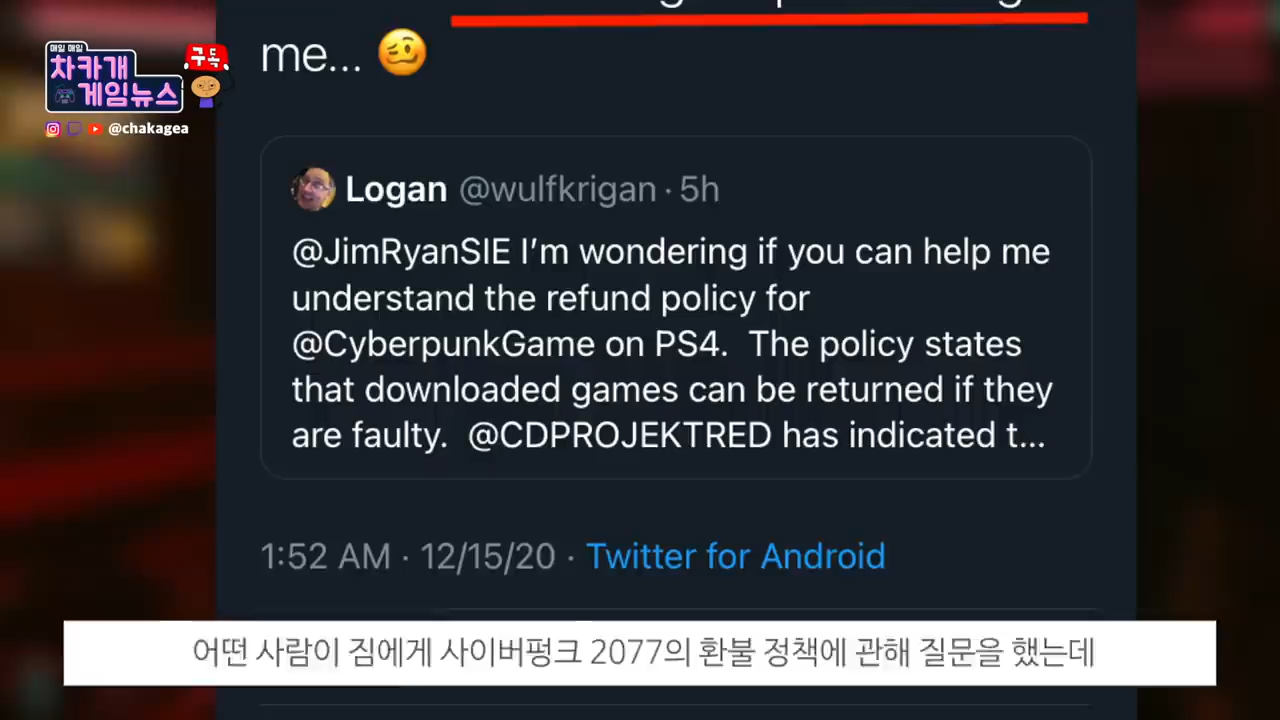 me...
매일 매일
차카개
게임뉴스
구독
@chakagea
Logan @wulfkrigan · 5h
@JimRyanSIE I’m wondering if you can help me
understand the refund policy for
@CyberpunkGame on PS4. The policy states
that downloaded games can be returned if they
are faulty. @CDPROJEKTRED has indicated t...
1:52 AM · 12/15/20 · Twitter for Android
어떤 사람이 짐에게 사이버펑크 2077의 환불 정책에 관해 질문을 했는데